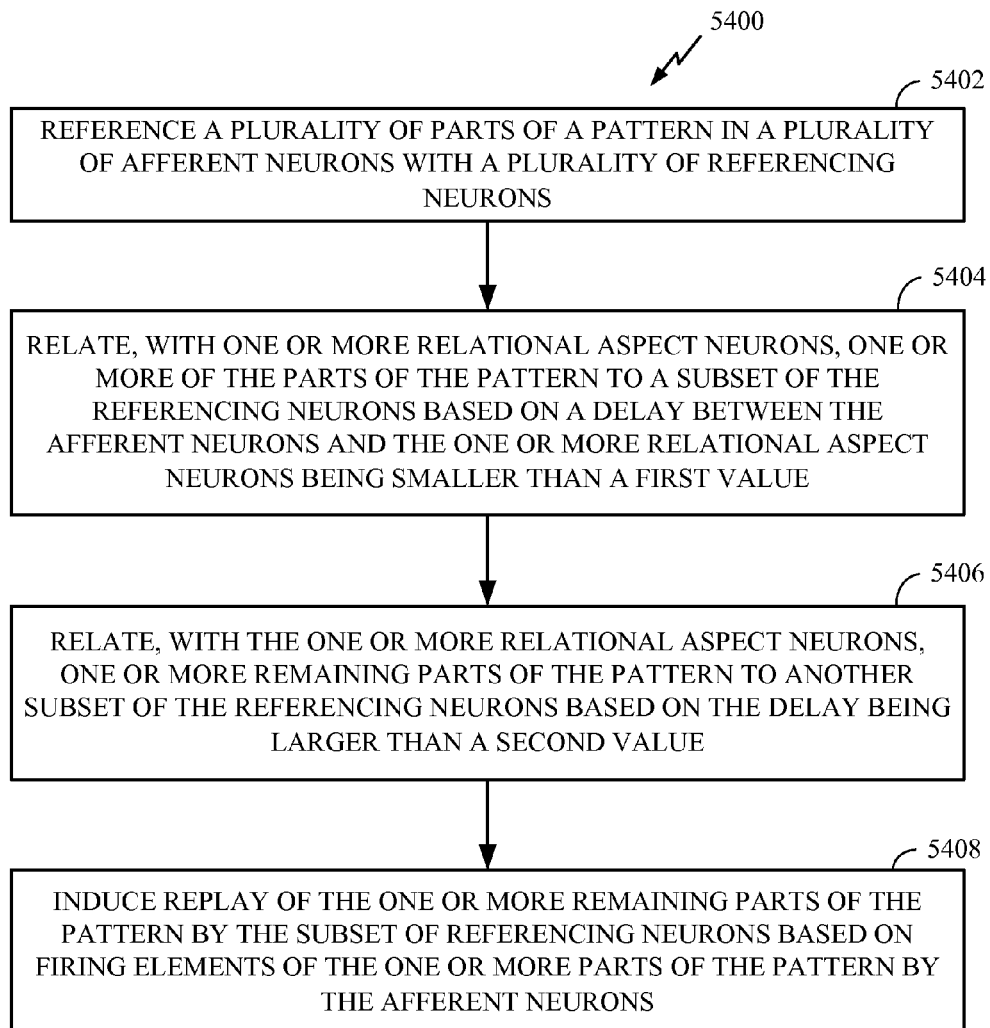 5400
5402
REFERENCE A PLURALITY OF PARTS OF A PATTERN IN A PLURALITY
OF AFFERENT NEURONS WITH A PLURALITY OF REFERENCING
NEURONS
5404
RELATE, WITH ONE OR MORE RELATIONAL ASPECT NEURONS, ONE OR
MORE OF THE PARTS OF THE PATTERN TO A SUBSET OF THE
REFERENCING NEURONS BASED ON A DELAY BETWEEN THE
AFFERENT NEURONS AND THE ONE OR MORE RELATIONAL ASPECT
NEURONS BEING SMALLER THAN A FIRST VALUE
5406
RELATE, WITH THE ONE OR MORE RELATIONAL ASPECT NEURONS,
ONE OR MORE REMAINING PARTS OF THE PATTERN TO ANOTHER
SUBSET OF THE REFERENCING NEURONS BASED ON THE DELAY BEING
LARGER THAN A SECOND VALUE
5408
INDUCE REPLAY OF THE ONE OR MORE REMAINING PARTS OF THE
PATTERN BY THE SUBSET OF REFERENCING NEURONS BASED ON
FIRING ELEMENTS OF THE ONE OR MORE PARTS OF THE PATTERN BY
THE AFFERENT NEURONS